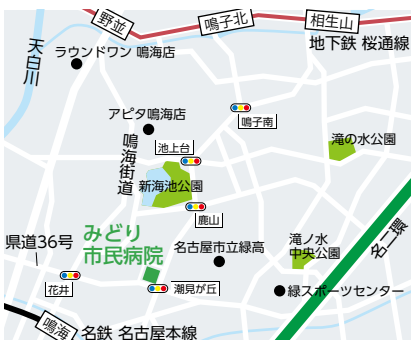 野並
鳴子北
相生山
地下鉄 桜通線
天白川
ラウンドワン 鳴海店
アピタ鳴海店
鳴子南
池上台
滝の水公園
鳴海街道
新海池公園
鹿山
みどり
市民病院
名古屋市立緑高
滝ノ水
中央公園
名二環
県道36号
花井
潮見が丘
緑スポーツセンター
鳴海
名鉄 名古屋本線